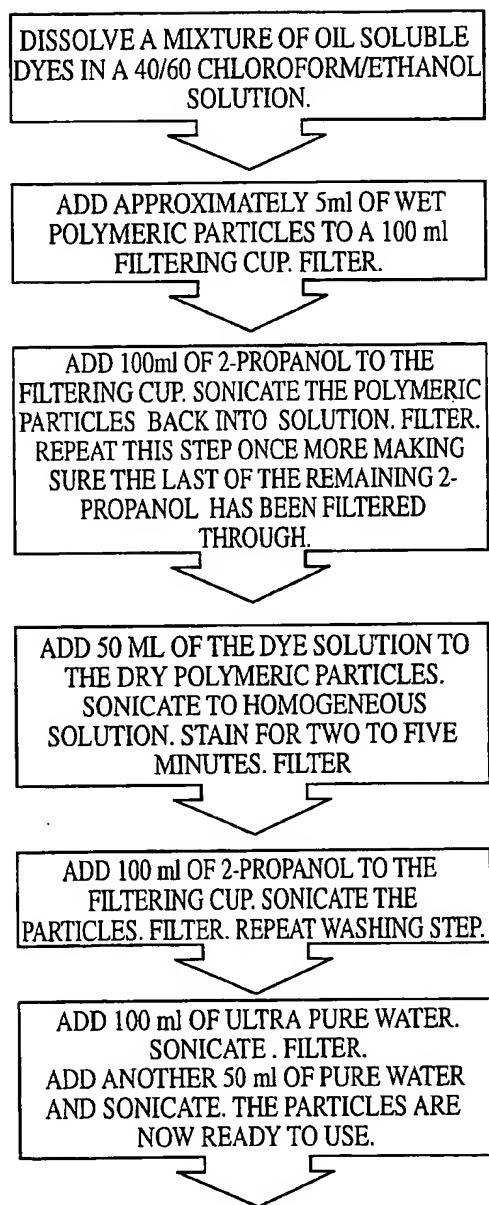 DISSOLVE A MIXTURE OF OIL SOLUBLE
DYES IN A 40/60 CHLOROFORM/ETHANOL
SOLUTION.
ADD APPROXIMATELY 5ml OF WET
POLYMERIC PARTICLES TO A 100 ml
FILTERING CUP. FILTER.
ADD 100ml OF 2-PROPANOL TO THE
FILTERING CUP. SONICATE THE POLYMERIC
PARTICLES BACK INTO SOLUTION. FILTER.
REPEAT THIS STEP ONCE MORE MAKING
SURE THE LAST OF THE REMAINING 2-
PROPANOL HAS BEEN FILTERED
THROUGH.
ADD 50 ML OF THE DYE SOLUTION TO
THE DRY POLYMERIC PARTICLES.
SONICATE TO HOMOGENEOUS
SOLUTION. STAIN FOR TWO TO FIVE
MINUTES. FILTER
ADD 100 ml OF 2-PROPANOL TO THE
FILTERING CUP. SONICATE THE
PARTICLES. FILTER. REPEAT WASHING STEP.
ADD 100 ml OF ULTRA PURE WATER.
SONICATE . FILTER.
ADD ANOTHER 50 ml OF PURE WATER
AND SONICATE. THE PARTICLES ARE
NOW READY TO USE.